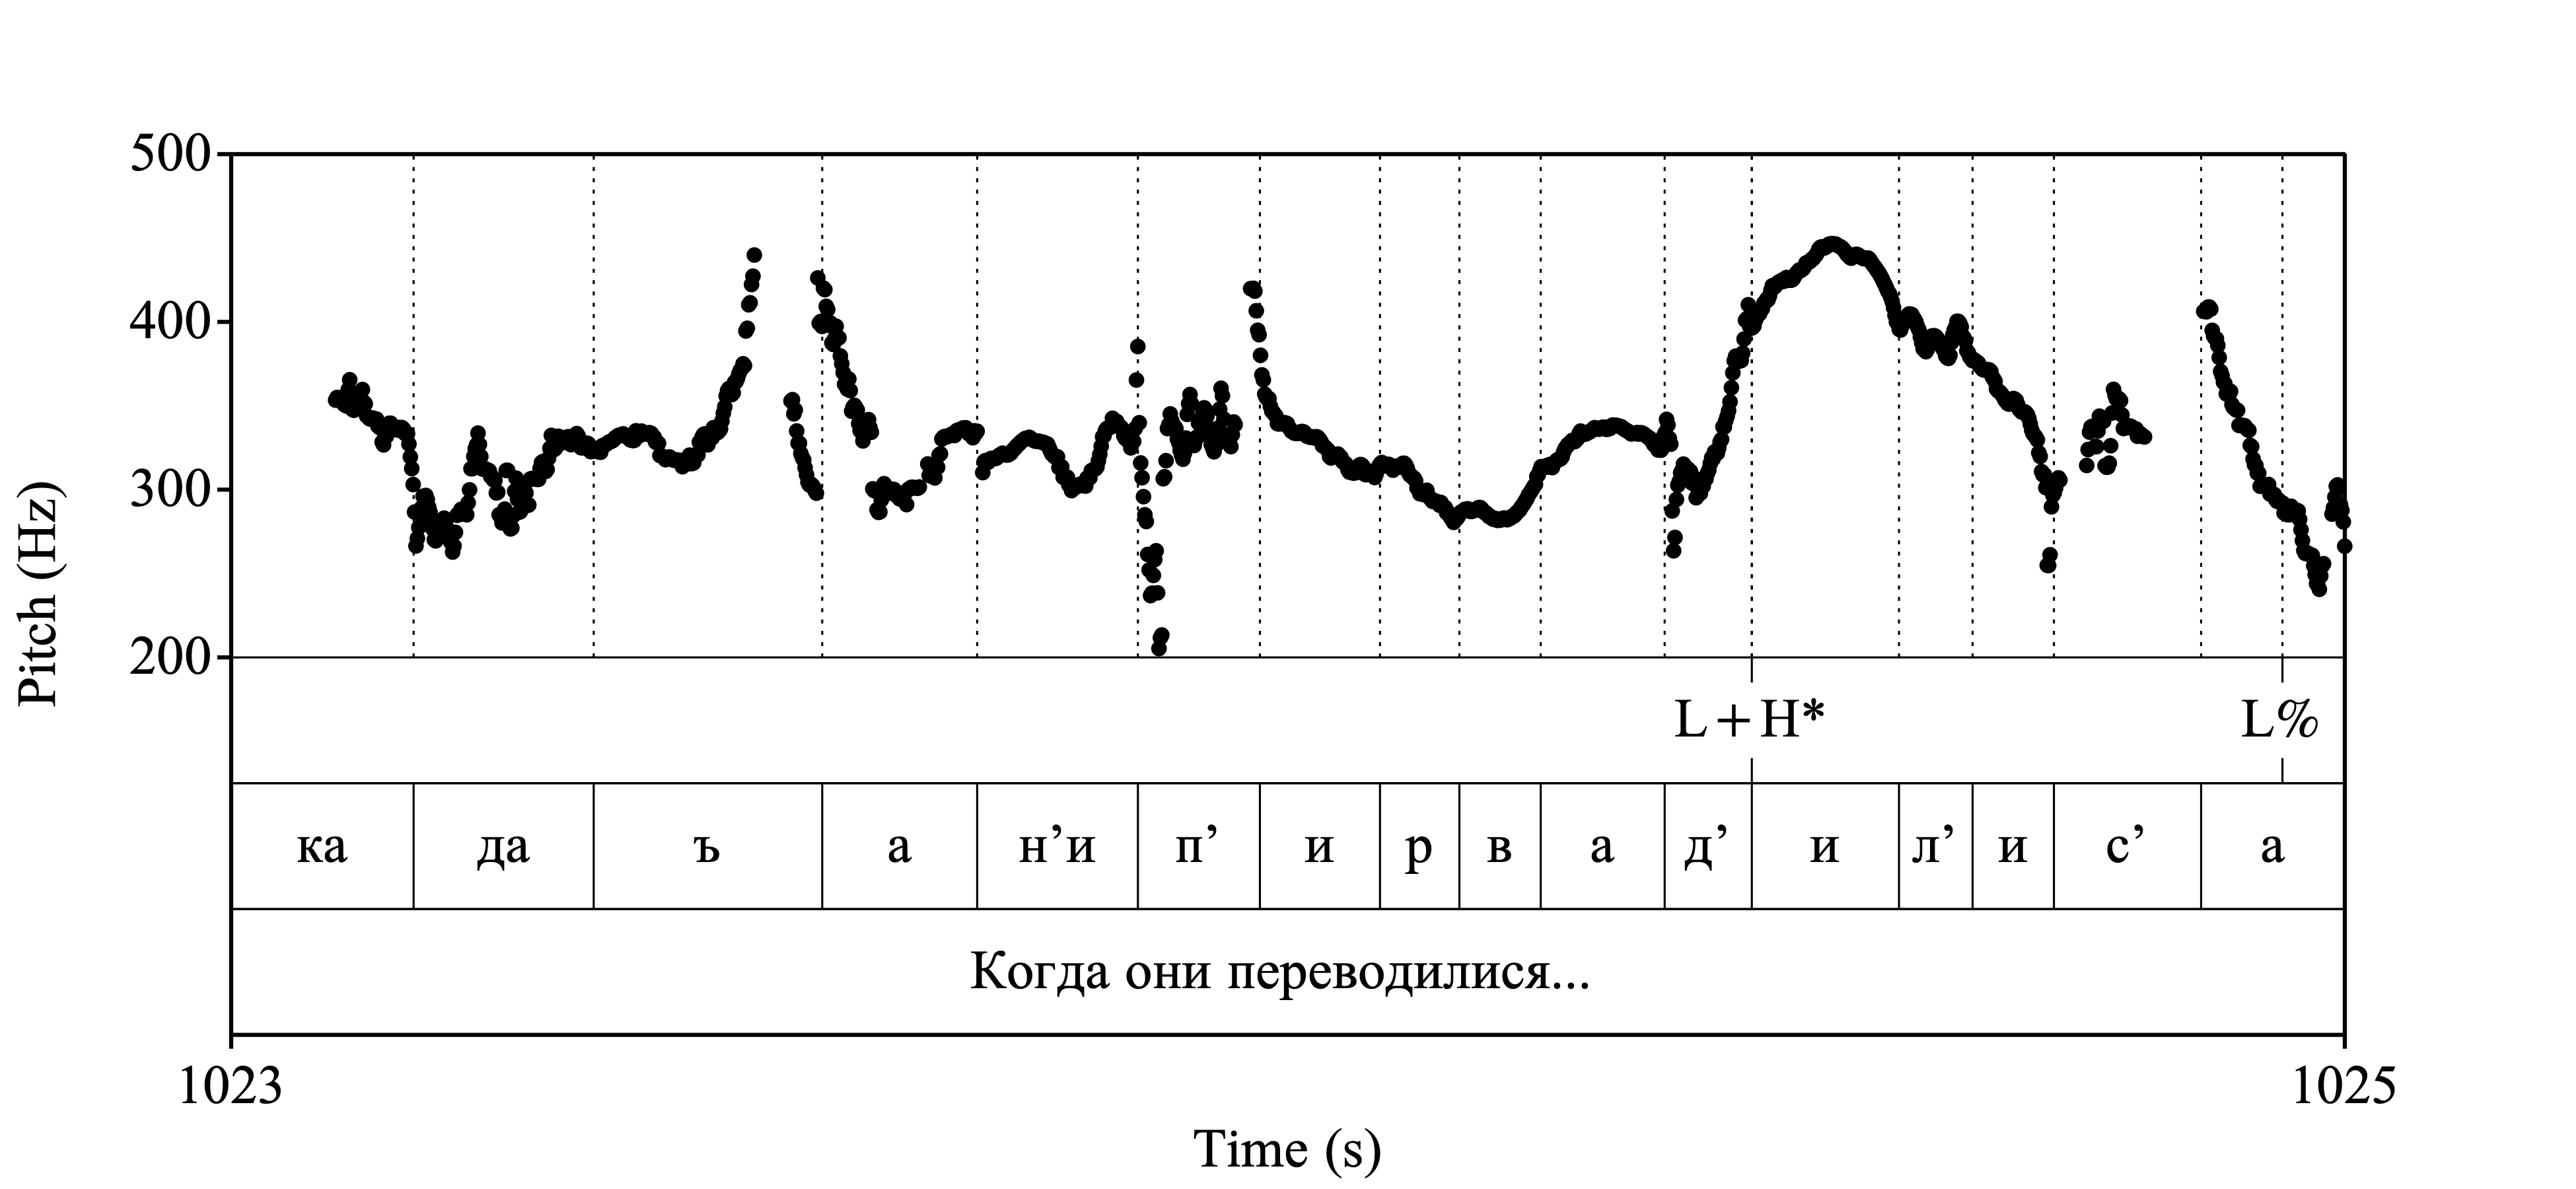 500
400
300
200
Pitch (Hz)
L+H* L%
ка да ъ а н’и п’ и р в а д’ и л’ и с’ а
Когда они переводилися...
1023 1025
Time (s)